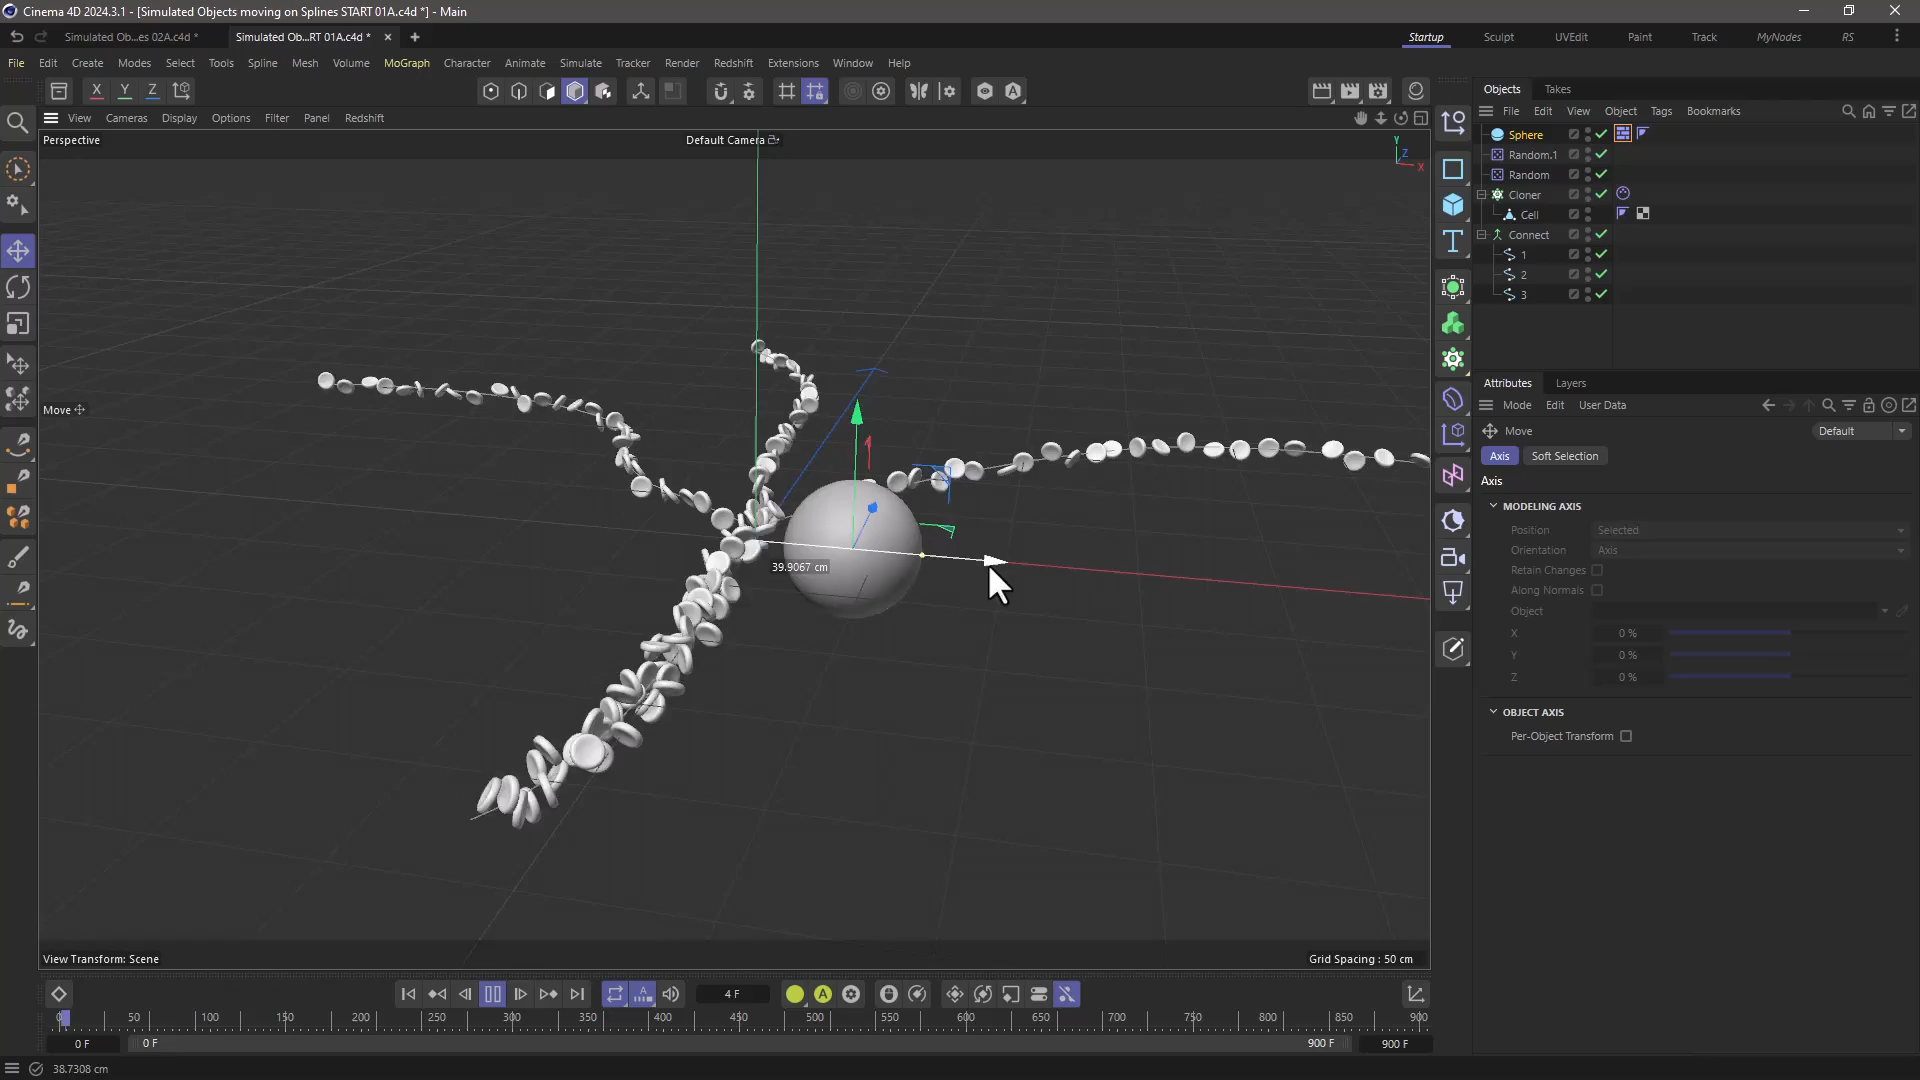 Cinema 4D 2024.3.1 - [Simulated Objects moving on Splines START 01A.c4d *] - Main
Simulated Ob...es 02A.c4d *
Simulated Ob...RT 01A.c4d *
Startup
Sculpt
UVEdit
Paint
Track
MyNodes
RS
File Edit Create Modes Select Tools Spline Mesh Volume MoGraph Character Animate Simulate Tracker Render Redshift Extensions Window Help
X Y Z
View Cameras Display Options Filter Panel Redshift
Perspective
Default Camera
Y
Z
X
Move
39.9067 cm
View Transform: Scene
Grid Spacing : 50 cm
Objects Takes
File Edit View Object Tags Bookmarks
Sphere
Random.1
Random
Cloner
Cell
Connect
1
2
3
Attributes Layers
Mode Edit User Data
Move
Default
Axis
Soft Selection
Axis
MODELING AXIS
Position Selected
Orientation Axis
Retain Changes
Along Normals
Object
X 0 %
Y 0 %
Z 0 %
OBJECT AXIS
Per-Object Transform
4 F
0 50 100 150 200 250 300 350 400 450 500 550 600 650 700 750 800 850 900
0 F
0 F
900 F
900 F
38.7308 cm